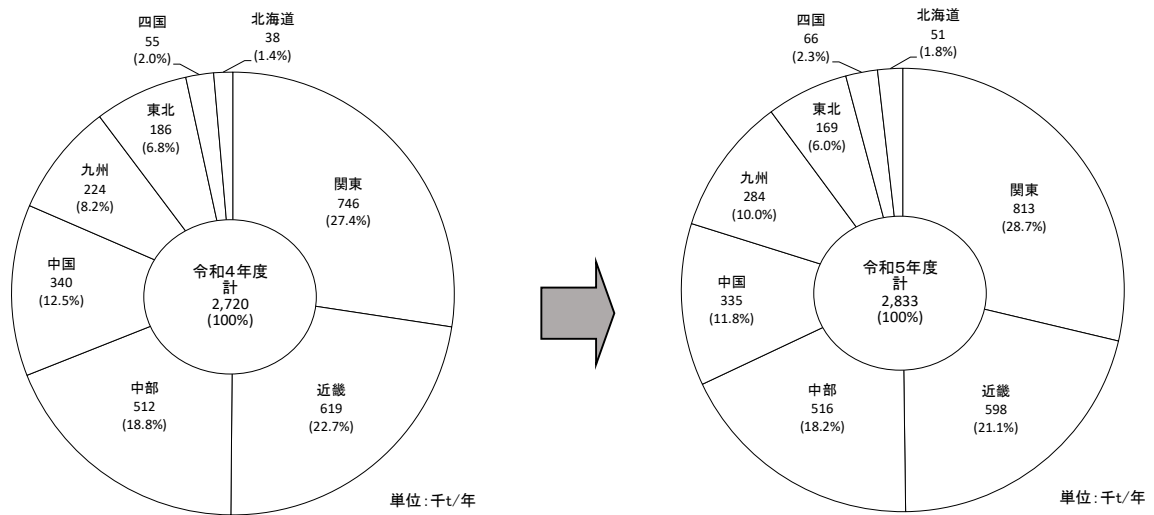 四国
55
(2.0%)
北海道
38
(1.4%)
東北
186
(6.8%)
九州
224
(8.2%)
関東
746
(27.4%)
中国
340
(12.5%)
令和4年度
計
2,720
(100%)
中部
512
(18.8%)
近畿
619
(22.7%)
単位:千t/年
四国
66
(2.3%)
北海道
51
(1.8%)
東北
169
(6.0%)
九州
284
(10.0%)
関東
813
(28.7%)
中国
335
(11.8%)
令和5年度
計
2,833
(100%)
中部
516
(18.2%)
近畿
598
(21.1%)
単位:千t/年